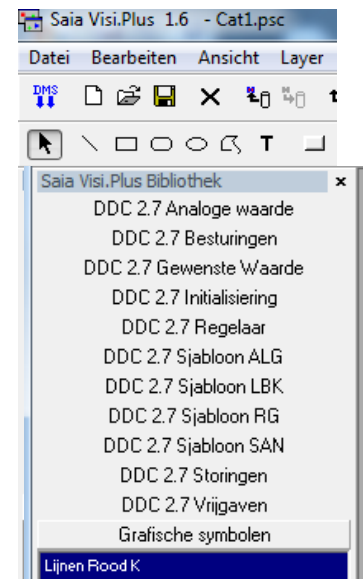 Saia Visi.Plus 1.6 - Cat1.psc
Datei Bearbeiten Ansicht Layer
DMS
T
Saia Visi.Plus Bibliothek x
DDC 2.7 Analoge waarde
DDC 2.7 Besturingen
DDC 2.7 Gewenste Waarde
DDC 2.7 Initialisiering
DDC 2.7 Regelaar
DDC 2.7 Sjabloon ALG
DDC 2.7 Sjabloon LBK
DDC 2.7 Sjabloon RG
DDC 2.7 Sjabloon SAN
DDC 2.7 Storingen
DDC 2.7 Vrijgaven
Grafische symbolen
Lijnen Rood K